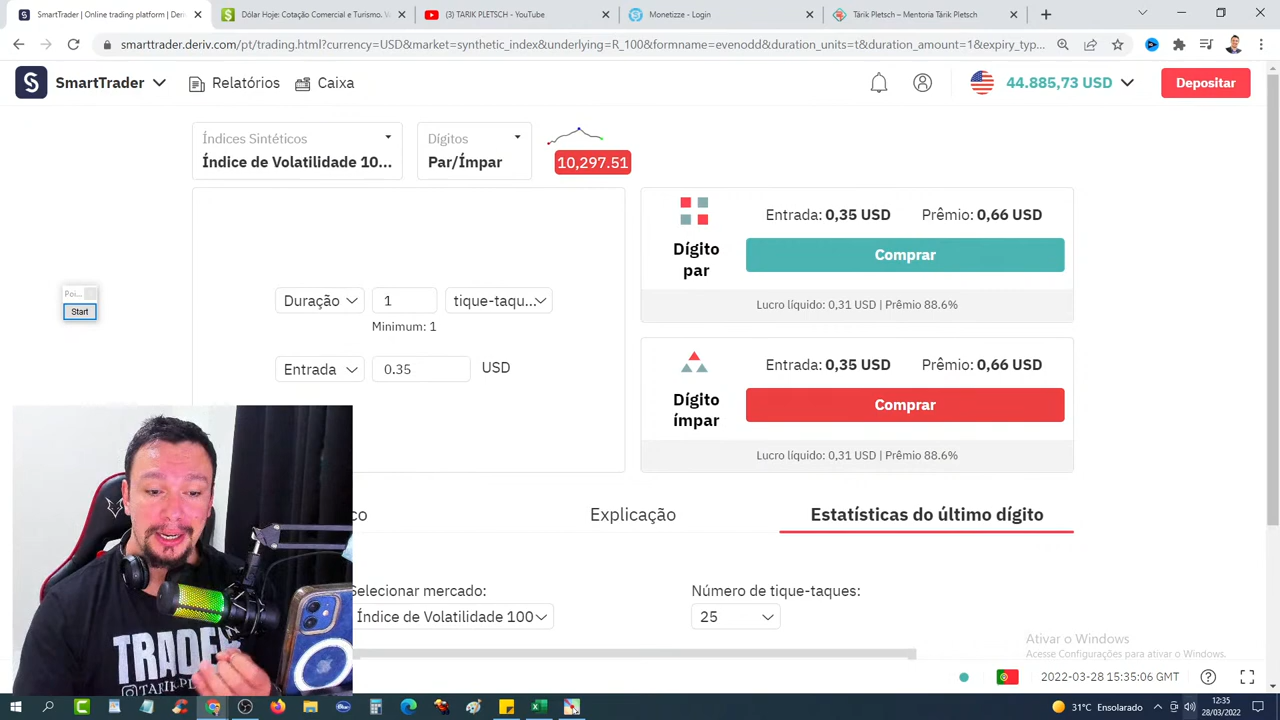 SmartTrader | Online trading platform | Deri
Dólar Hoje: Cotação Comercial e Turismo. V
(3) TARIK PLETSCH - YouTube
Monetizze - Login
Tárik Pletsch – Mentoria Tárik Pletsch
smarttrader.deriv.com/pt/trading.html?currency=USD&market=synthetic_index&underlying=R_100&formname=evenodd&duration_units=t&duration_amount=1&expiry_typ...
SmartTrader
Relatórios
Caixa
44.885,73 USD
Depositar
Índices Sintéticos
Índice de Volatilidade 10...
Dígitos
Par/Ímpar
10,297.51
Poi...
Start
Duração
1
tique-taqu...
Minimum: 1
Entrada
0.35
USD
Dígito
par
Entrada: 0,35 USD
Prêmio: 0,66 USD
Comprar
Lucro líquido: 0,31 USD | Prêmio 88.6%
Dígito
ímpar
Entrada: 0,35 USD
Prêmio: 0,66 USD
Comprar
Lucro líquido: 0,31 USD | Prêmio 88.6%
Explicação
Estatísticas do último dígito
Selecionar mercado:
Índice de Volatilidade 100
Número de tique-taques:
25
TRADER
Ativar o Windows
Acesse Configurações para ativar o Windows.
2022-03-28 15:35:06 GMT
31°C Ensolarado
12:35
28/03/2022